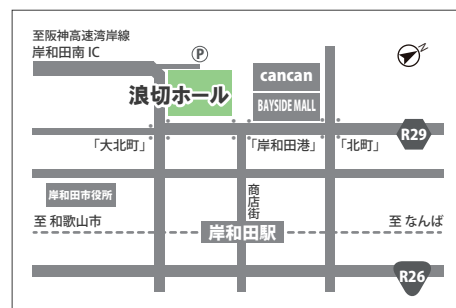 至阪神高速湾岸線
岸和田南 IC
P
N
cancan
BAYSIDE MALL
浪切ホール
「大北町」
「岸和田港」
「北町」
R29
岸和田市役所
商店街
至 和歌山市
至 なんば
岸和田駅
R26